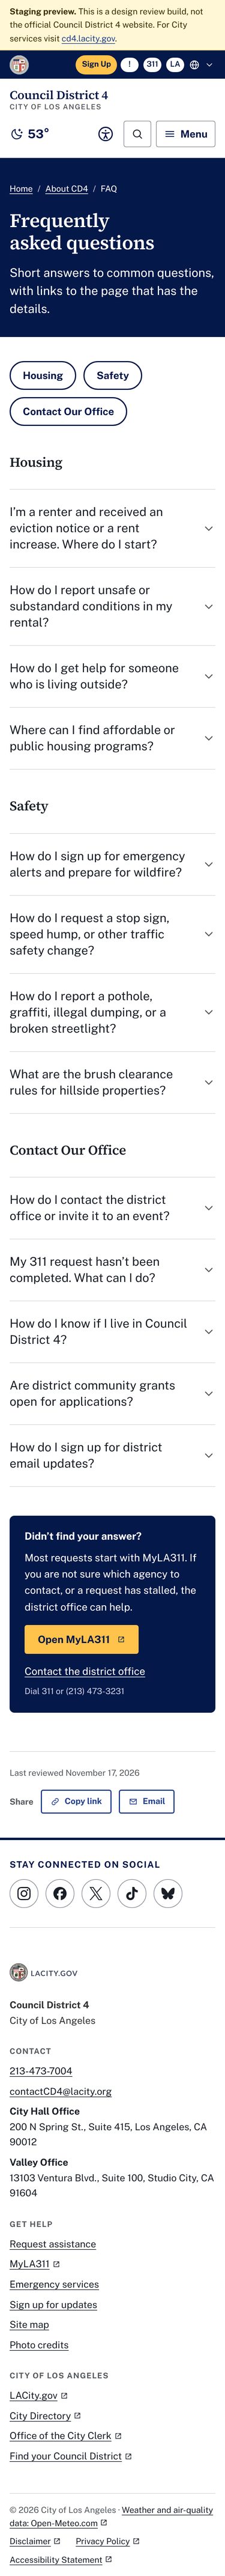 Staging preview. This is a design review build, not
the official Council District 4 website. For City
services visit cd4.lacity.gov.
Sign Up
!
311
LA
Council District 4
CITY OF LOS ANGELES
53°
Menu
Home / About CD4 / FAQ
Frequently
asked questions
Short answers to common questions,
with links to the page that has the
details.
Housing
Safety
Contact Our Office
Housing
I'm a renter and received an
eviction notice or a rent
increase. Where do I start?
How do I report unsafe or
substandard conditions in my
rental?
How do I get help for someone
who is living outside?
Where can I find affordable or
public housing programs?
Safety
How do I sign up for emergency
alerts and prepare for wildfire?
How do I request a stop sign,
speed hump, or other traffic
safety change?
How do I report a pothole,
graffiti, illegal dumping, or a
broken streetlight?
What are the brush clearance
rules for hillside properties?
Contact Our Office
How do I contact the district
office or invite it to an event?
My 311 request hasn't been
completed. What can I do?
How do I know if I live in Council
District 4?
Are district community grants
open for applications?
How do I sign up for district
email updates?
Didn't find your answer?
Most requests start with MyLA311. If
you are not sure which agency to
contact, or a request has stalled, the
district office can help.
Open MyLA311
Contact the district office
Dial 311 or (213) 473-3231
Last reviewed November 17, 2026
Share
Copy link
Email
STAY CONNECTED ON SOCIAL
LACITY.GOV
Council District 4
City of Los Angeles
CONTACT
213-473-7004
contactCD4@lacity.org
City Hall Office
200 N Spring St., Suite 415, Los Angeles, CA
90012
Valley Office
13103 Ventura Blvd., Suite 100, Studio City, CA
91604
GET HELP
Request assistance
MyLA311
Emergency services
Sign up for updates
Site map
Photo credits
CITY OF LOS ANGELES
LACity.gov
City Directory
Office of the City Clerk
Find your Council District
© 2026 City of Los Angeles · Weather and air-quality
data: Open-Meteo.com
Disclaimer
Privacy Policy
Accessibility Statement